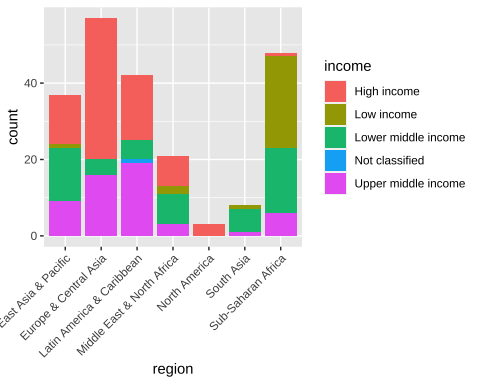 count
40
20
0
East Asia & Pacific
Europe & Central Asia
Latin America & Caribbean
Middle East & North Africa
North America
South Asia
Sub-Saharan Africa
region
income
High income
Low income
Lower middle income
Not classified
Upper middle income